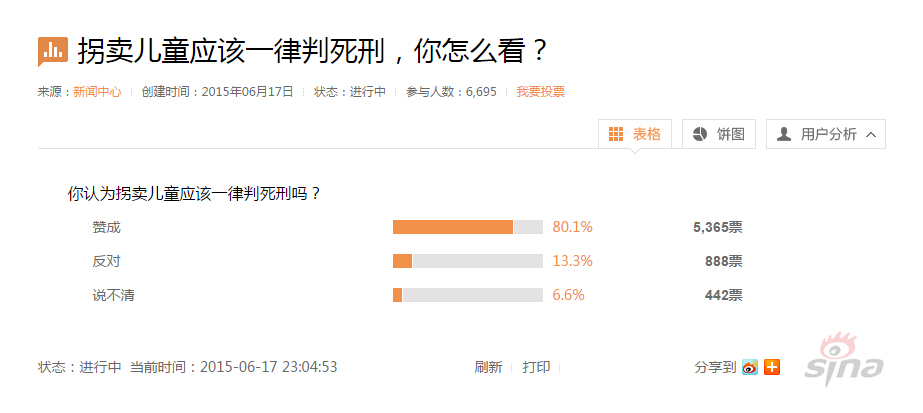 拐卖儿童应该一律判死刑，你怎么看？
来源：新闻中心 创建时间：2015年06月17日 状态：进行中 参与人数：6,695 我要投票
表格 饼图 用户分析
你认为拐卖儿童应该一律判死刑吗？
赞成 80.1% 5,365票
反对 13.3% 888票
说不清 6.6% 442票
状态：进行中 当前时间：2015-06-17 23:04:53 刷新 打印 分享到
sina